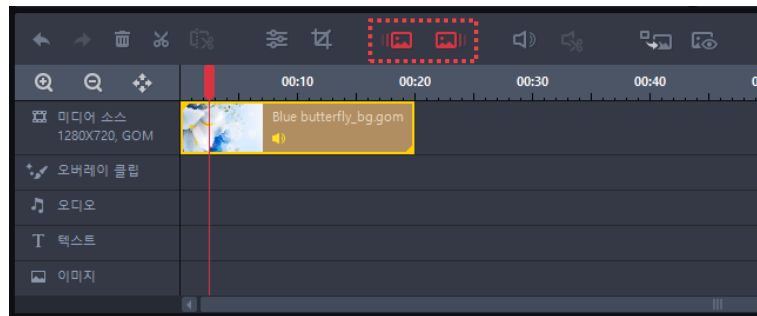 00:10 00:20 00:30 00:40 0
미디어 소스
1280X720, GOM
Blue butterfly_bg.gom
오버레이 클립
오디오
T 텍스트
이미지